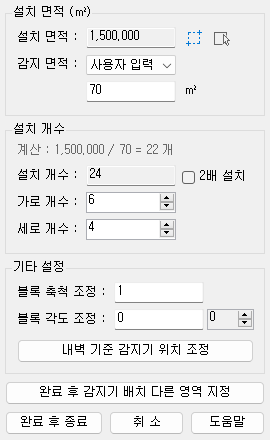 설치 면적 (㎡)
설치 면적 : 1,500,000
감지 면적 : 사용자 입력
70 ㎡
설치 개수
계산 : 1,500,000 / 70 = 22 개
설치 개수 : 24 2배 설치
가로 개수 : 6
세로 개수 : 4
기타 설정
블록 축척 조정 : 1
블록 각도 조정 : 0 0
내벽 기준 감지기 위치 조정
완료 후 감지기 배치 다른 영역 지정
완료 후 종료 취 소 도움말